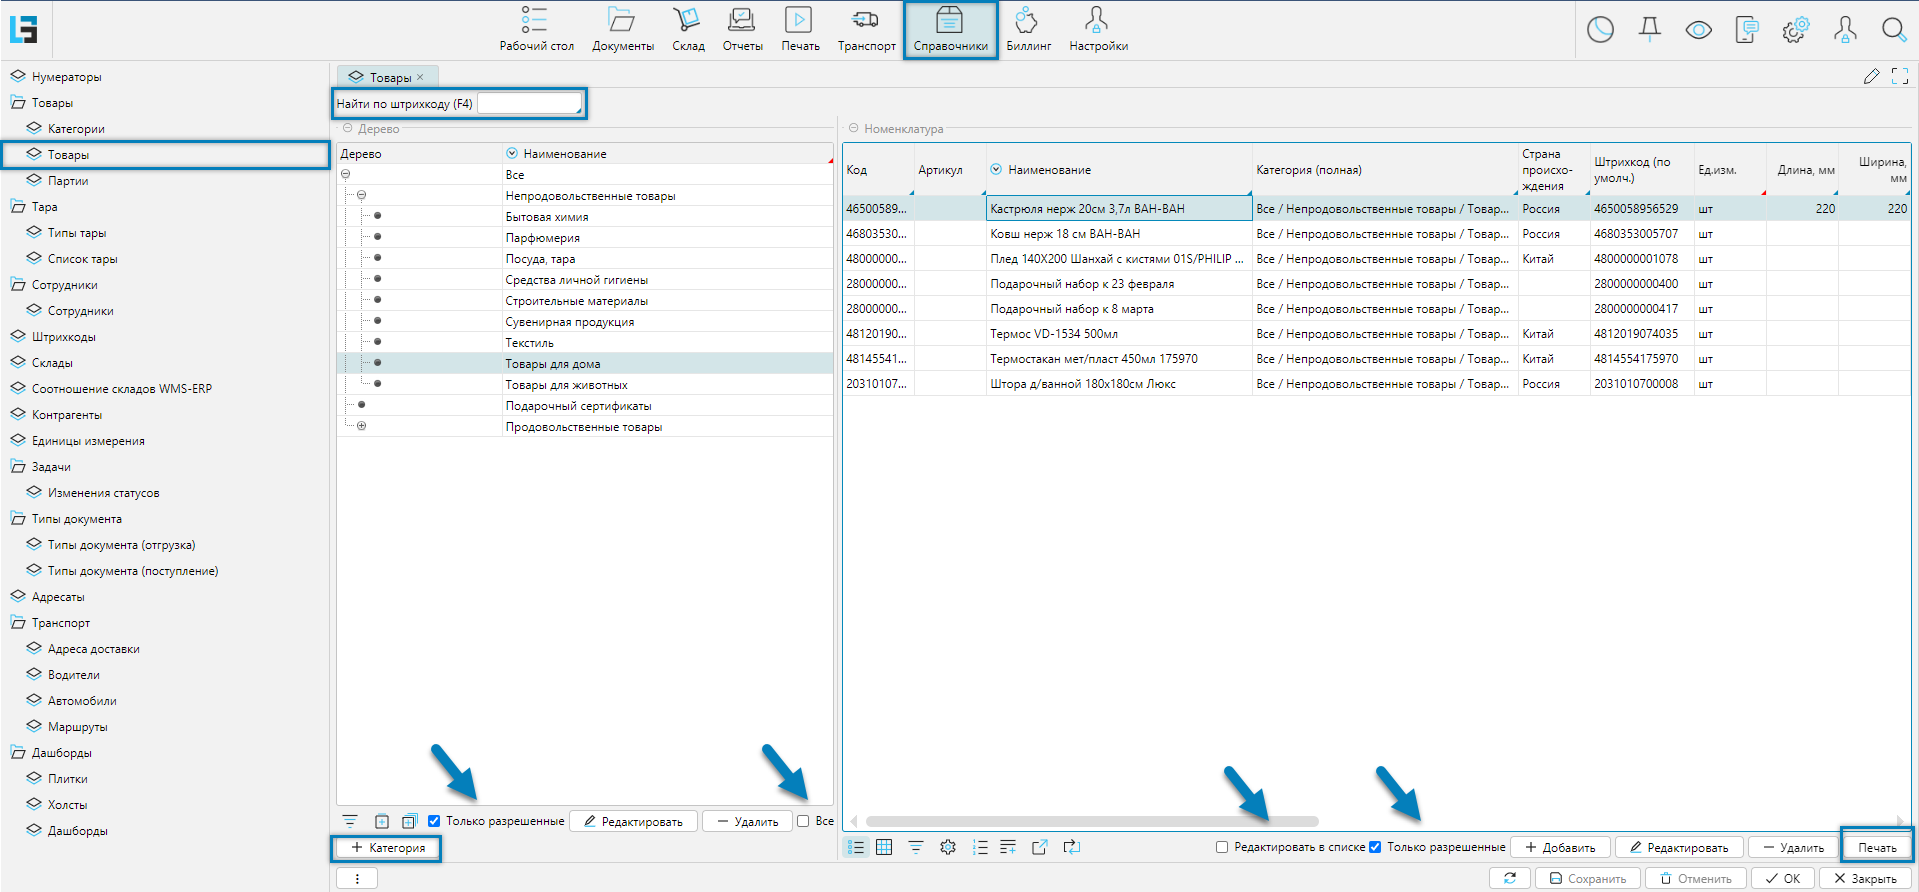 Рабочий стол
Документы
Склад
Отчеты
Печать
Транспорт
Справочники
Биллинг
Настройки
Нумераторы
Товары
Категории
Товары
Партии
Тара
Типы тары
Список тары
Сотрудники
Сотрудники
Штрихкоды
Склады
Соотношение складов WMS-ERP
Контрагенты
Единицы измерения
Задачи
Изменения статусов
Типы документа
Типы документа (отгрузка)
Типы документа (поступление)
Адресаты
Транспорт
Адреса доставки
Водители
Автомобили
Маршруты
Дашборды
Плитки
Холсты
Дашборды
Товары ×
Найти по штрихкоду (F4)
Дерево
Дерево Наименование
Все
Непродовольственные товары
Бытовая химия
Парфюмерия
Посуда, тара
Средства личной гигиены
Строительные материалы
Сувенирная продукция
Текстиль
Товары для дома
Товары для животных
Подарочный сертификаты
Продовольственные товары
Только разрешенные Редактировать Удалить Все
+ Категория
Номенклатура
Код Артикул Наименование Категория (полная) Страна происхо-ждения Штрихкод (по умолч.) Ед.изм. Длина, мм Ширина, мм
46500589... Кастрюля нерж 20см 3,7л ВАН-ВАН Все / Непродовольственные товары / Товар... Россия 4650058956529 шт 220 220
46803530... Ковш нерж 18 см ВАН-ВАН Все / Непродовольственные товары / Товар... Россия 4680353005707 шт
48000000... Плед 140Х200 Шанхай с кистями 01S/PHILIP ... Все / Непродовольственные товары / Товар... Китай 4800000001078 шт
28000000... Подарочный набор к 23 февраля Все / Непродовольственные товары / Товар... 2800000000400 шт
28000000... Подарочный набор к 8 марта Все / Непродовольственные товары / Товар... 2800000000417 шт
48120190... Термос VD-1534 500мл Все / Непродовольственные товары / Товар... Китай 4812019074035 шт
48145541... Термостакан мет/пласт 450мл 175970 Все / Непродовольственные товары / Товар... Китай 4814554175970 шт
20310107... Штора д/ванной 180х180см Люкс Все / Непродовольственные товары / Товар... Россия 2031010700008 шт
Редактировать в списке Только разрешенные + Добавить Редактировать Удалить Печать
Сохранить Отменить OK Закрыть